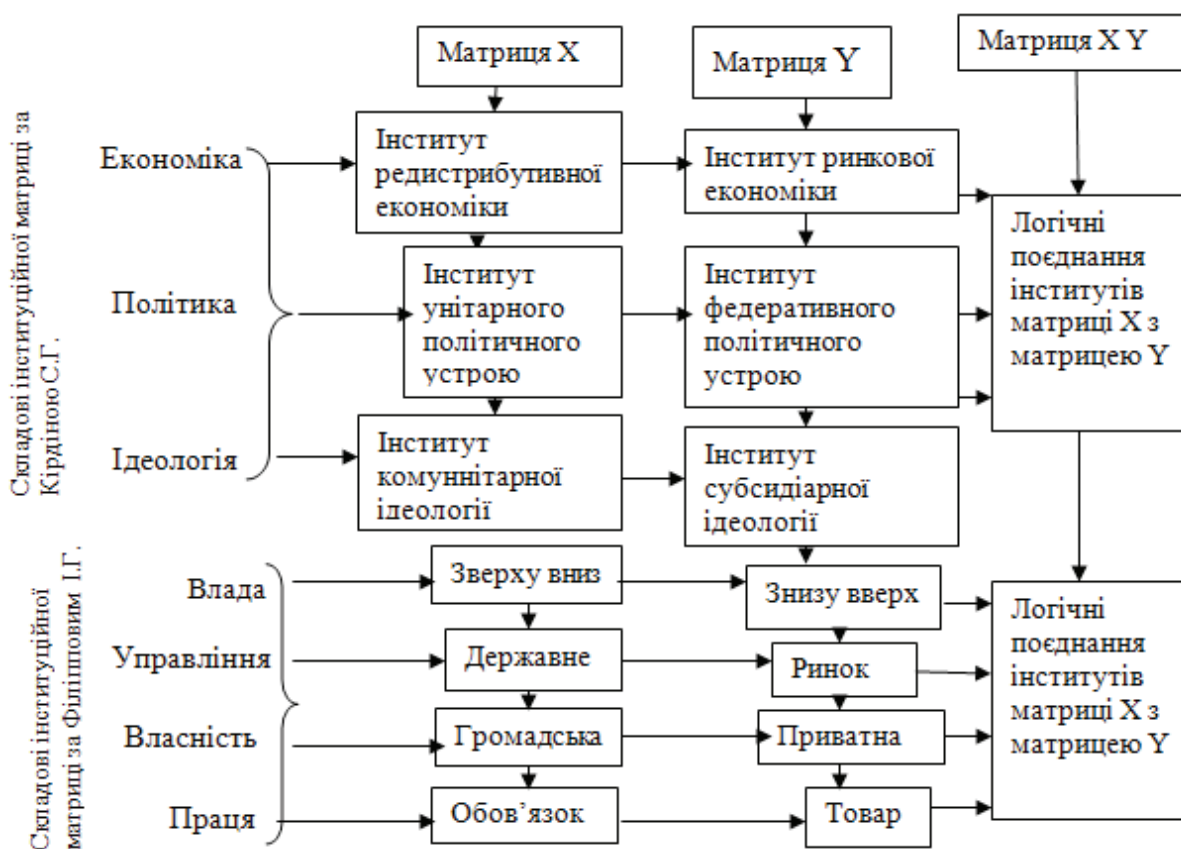 Матриця X
Матриця Y
Матриця X Y
Складові інституційної матриці за
Кірдіною С.Г.
Економіка
Інститут
редистрибутивної
економіки
Інститут ринкової
економіки
Логічні
поєднання
інститутів
матриці X з
матрицею Y
Політика
Інститут
унітарного
політичного
устрою
Інститут
федеративного
політичного
устрою
Ідеологія
Інститут
комуннітарної
ідеології
Інститут
субсидіарної
ідеології
Складові інституційної
матриці за Філіпповим І.Г.
Влада
Зверху вниз
Знизу вверх
Логічні
поєднання
інститутів
матриці X з
матрицею Y
Управління
Державне
Ринок
Власність
Громадська
Приватна
Праця
Обов’язок
Товар